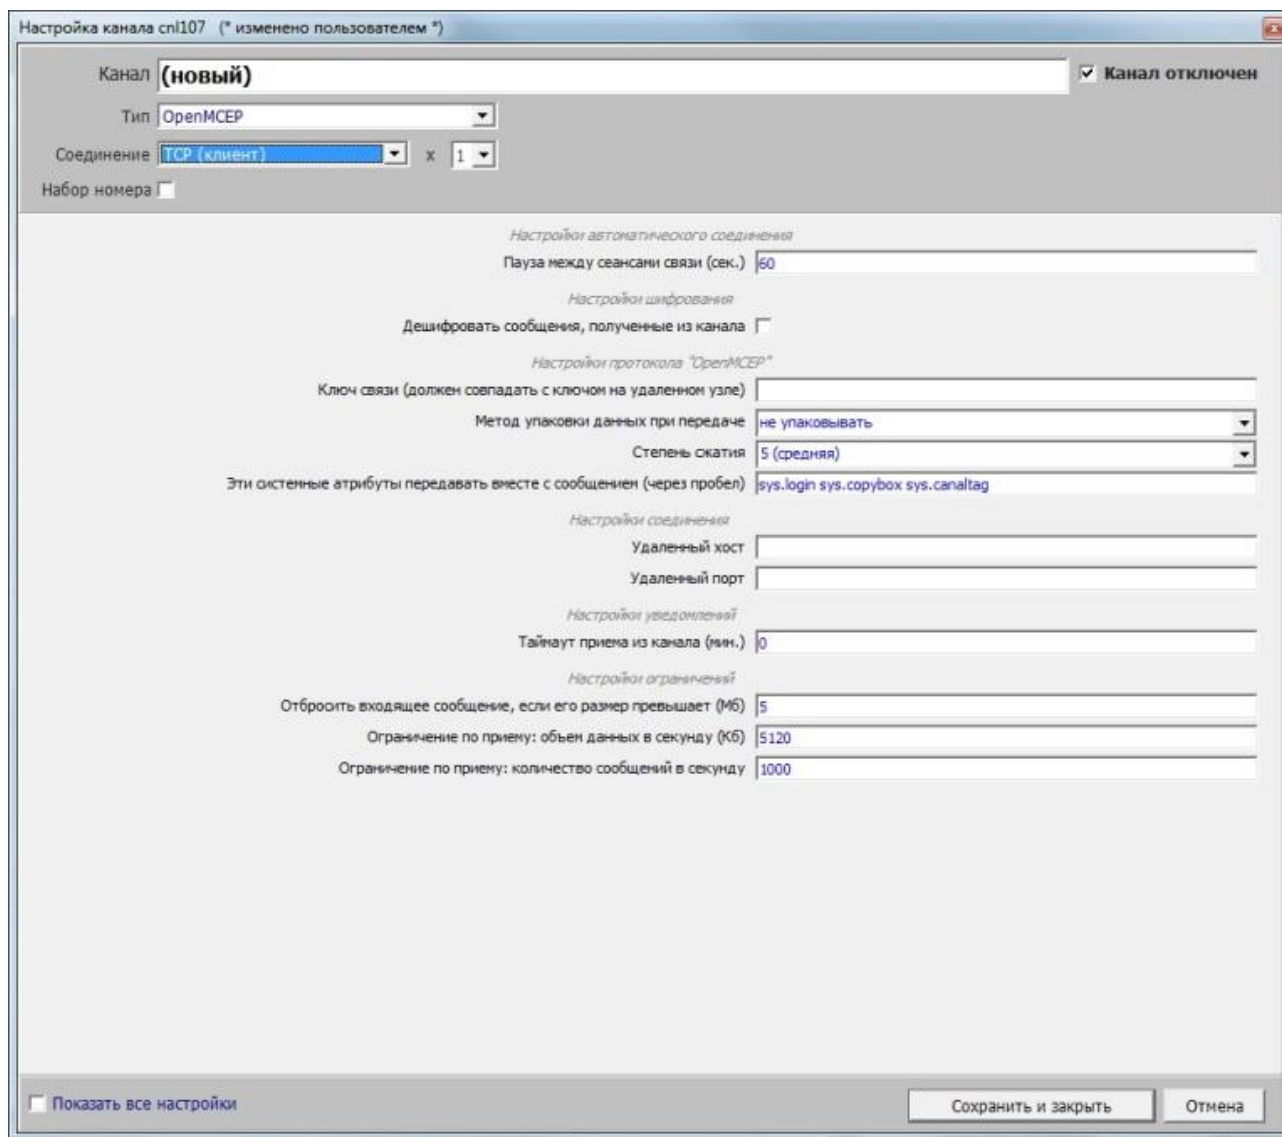 Настройка канала cnl107 (* изменено пользователем *)
Канал (новый) Канал отключен
Тип OpenMCEP
Соединение TCP (клиент) x 1
Набор номера
Настройки автоматического соединения
Пауза между сеансами связи (сек.) 60
Настройки шифрования
Дешифровать сообщения, полученные из канала
Настройки протокола "OpenMCEP"
Ключ связи (должен совпадать с ключом на удаленном узле)
Метод упаковки данных при передаче не упаковывать
Степень сжатия 5 (средняя)
Эти системные атрибуты передавать вместе с сообщением (через пробел) sys.login sys.copybox sys.canaltag
Настройки соединения
Удаленный хост
Удаленный порт
Настройки уведомлений
Таймаут приема из канала (мин.) 0
Настройки ограничений
Отбросить входящее сообщение, если его размер превышает (Мб) 5
Ограничение по приему: объем данных в секунду (Кб) 5120
Ограничение по приему: количество сообщений в секунду 1000
Показать все настройки Сохранить и закрыть Отмена